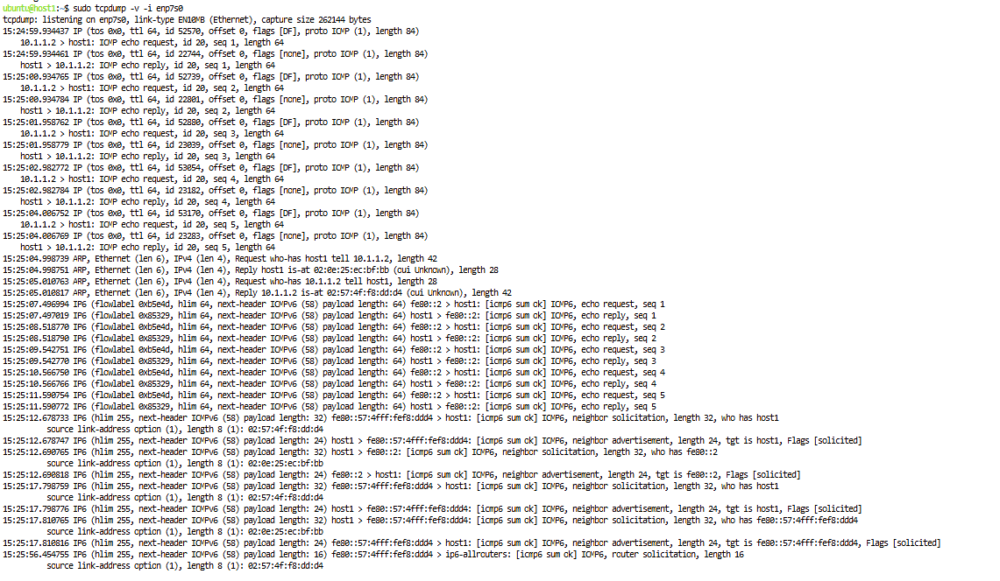 ubuntu@host1:~$ sudo tcpdump -v -i enp7s0
tcpdump: listening on enp7s0, link-type EN10MB (Ethernet), capture size 262144 bytes
15:24:59.934437 IP (tos 0x0, ttl 64, id 52570, offset 0, flags [DF], proto ICMP (1), length 84)
    10.1.1.2 > host1: ICMP echo request, id 20, seq 1, length 64
15:24:59.934461 IP (tos 0x0, ttl 64, id 22744, offset 0, flags [none], proto ICMP (1), length 84)
    host1 > 10.1.1.2: ICMP echo reply, id 20, seq 1, length 64
15:25:00.934765 IP (tos 0x0, ttl 64, id 52739, offset 0, flags [DF], proto ICMP (1), length 84)
    10.1.1.2 > host1: ICMP echo request, id 20, seq 2, length 64
15:25:00.934784 IP (tos 0x0, ttl 64, id 22801, offset 0, flags [none], proto ICMP (1), length 84)
    host1 > 10.1.1.2: ICMP echo reply, id 20, seq 2, length 64
15:25:01.958762 IP (tos 0x0, ttl 64, id 52880, offset 0, flags [DF], proto ICMP (1), length 84)
    10.1.1.2 > host1: ICMP echo request, id 20, seq 3, length 64
15:25:01.958779 IP (tos 0x0, ttl 64, id 23039, offset 0, flags [none], proto ICMP (1), length 84)
    host1 > 10.1.1.2: ICMP echo reply, id 20, seq 3, length 64
15:25:02.982772 IP (tos 0x0, ttl 64, id 53054, offset 0, flags [DF], proto ICMP (1), length 84)
    10.1.1.2 > host1: ICMP echo request, id 20, seq 4, length 64
15:25:02.982784 IP (tos 0x0, ttl 64, id 23182, offset 0, flags [none], proto ICMP (1), length 84)
    host1 > 10.1.1.2: ICMP echo reply, id 20, seq 4, length 64
15:25:04.006752 IP (tos 0x0, ttl 64, id 53170, offset 0, flags [DF], proto ICMP (1), length 84)
    10.1.1.2 > host1: ICMP echo request, id 20, seq 5, length 64
15:25:04.006769 IP (tos 0x0, ttl 64, id 23283, offset 0, flags [none], proto ICMP (1), length 84)
    host1 > 10.1.1.2: ICMP echo reply, id 20, seq 5, length 64
15:25:04.998739 ARP, Ethernet (len 6), IPv4 (len 4), Request who-has host1 tell 10.1.1.2, length 42
15:25:04.998751 ARP, Ethernet (len 6), IPv4 (len 4), Reply host1 is-at 02:0e:25:ec:bf:bb (oui Unknown), length 28
15:25:05.010763 ARP, Ethernet (len 6), IPv4 (len 4), Request who-has 10.1.1.2 tell host1, length 28
15:25:05.010817 ARP, Ethernet (len 6), IPv4 (len 4), Reply 10.1.1.2 is-at 02:57:4f:f8:dd:d4 (oui Unknown), length 42
15:25:07.496994 IP6 (flowlabel 0xb5e4d, hlim 64, next-header ICMPv6 (58) payload length: 64) fe80::2 > host1: [icmp6 sum ok] ICMP6, echo request, seq 1
15:25:07.497019 IP6 (flowlabel 0x85329, hlim 64, next-header ICMPv6 (58) payload length: 64) host1 > fe80::2: [icmp6 sum ok] ICMP6, echo reply, seq 1
15:25:08.518770 IP6 (flowlabel 0xb5e4d, hlim 64, next-header ICMPv6 (58) payload length: 64) fe80::2 > host1: [icmp6 sum ok] ICMP6, echo request, seq 2
15:25:08.518790 IP6 (flowlabel 0x85329, hlim 64, next-header ICMPv6 (58) payload length: 64) host1 > fe80::2: [icmp6 sum ok] ICMP6, echo reply, seq 2
15:25:09.542751 IP6 (flowlabel 0xb5e4d, hlim 64, next-header ICMPv6 (58) payload length: 64) fe80::2 > host1: [icmp6 sum ok] ICMP6, echo request, seq 3
15:25:09.542770 IP6 (flowlabel 0x85329, hlim 64, next-header ICMPv6 (58) payload length: 64) host1 > fe80::2: [icmp6 sum ok] ICMP6, echo reply, seq 3
15:25:10.566750 IP6 (flowlabel 0xb5e4d, hlim 64, next-header ICMPv6 (58) payload length: 64) fe80::2 > host1: [icmp6 sum ok] ICMP6, echo request, seq 4
15:25:10.566766 IP6 (flowlabel 0x85329, hlim 64, next-header ICMPv6 (58) payload length: 64) host1 > fe80::2: [icmp6 sum ok] ICMP6, echo reply, seq 4
15:25:11.590754 IP6 (flowlabel 0xb5e4d, hlim 64, next-header ICMPv6 (58) payload length: 64) fe80::2 > host1: [icmp6 sum ok] ICMP6, echo request, seq 5
15:25:11.590772 IP6 (flowlabel 0x85329, hlim 64, next-header ICMPv6 (58) payload length: 64) host1 > fe80::2: [icmp6 sum ok] ICMP6, echo reply, seq 5
15:25:12.678733 IP6 (hlim 255, next-header ICMPv6 (58) payload length: 32) fe80::57:4fff:fef8:ddd4 > host1: [icmp6 sum ok] ICMP6, neighbor solicitation, length 32, who has host1
          source link-address option (1), length 8 (1): 02:57:4f:f8:dd:d4
15:25:12.678747 IP6 (hlim 255, next-header ICMPv6 (58) payload length: 24) host1 > fe80::57:4fff:fef8:ddd4: [icmp6 sum ok] ICMP6, neighbor advertisement, length 24, tgt is host1, Flags [solicited]
15:25:12.690765 IP6 (hlim 255, next-header ICMPv6 (58) payload length: 32) host1 > fe80::2: [icmp6 sum ok] ICMP6, neighbor solicitation, length 32, who has fe80::2
          source link-address option (1), length 8 (1): 02:0e:25:ec:bf:bb
15:25:12.690818 IP6 (hlim 255, next-header ICMPv6 (58) payload length: 24) fe80::2 > host1: [icmp6 sum ok] ICMP6, neighbor advertisement, length 24, tgt is fe80::2, Flags [solicited]
15:25:17.798759 IP6 (hlim 255, next-header ICMPv6 (58) payload length: 32) fe80::57:4fff:fef8:ddd4 > host1: [icmp6 sum ok] ICMP6, neighbor solicitation, length 32, who has host1
          source link-address option (1), length 8 (1): 02:57:4f:f8:dd:d4
15:25:17.798776 IP6 (hlim 255, next-header ICMPv6 (58) payload length: 24) host1 > fe80::57:4fff:fef8:ddd4: [icmp6 sum ok] ICMP6, neighbor advertisement, length 24, tgt is host1, Flags [solicited]
15:25:17.810765 IP6 (hlim 255, next-header ICMPv6 (58) payload length: 32) host1 > fe80::57:4fff:fef8:ddd4: [icmp6 sum ok] ICMP6, neighbor solicitation, length 32, who has fe80::57:4fff:fef8:ddd4
          source link-address option (1), length 8 (1): 02:0e:25:ec:bf:bb
15:25:17.810816 IP6 (hlim 255, next-header ICMPv6 (58) payload length: 24) fe80::57:4fff:fef8:ddd4 > host1: [icmp6 sum ok] ICMP6, neighbor advertisement, length 24, tgt is fe80::57:4fff:fef8:ddd4, Flags [solicited]
15:25:56.454755 IP6 (hlim 255, next-header ICMPv6 (58) payload length: 16) fe80::57:4fff:fef8:ddd4 > ip6-allrouters: [icmp6 sum ok] ICMP6, router solicitation, length 16
          source link-address option (1), length 8 (1): 02:57:4f:f8:dd:d4